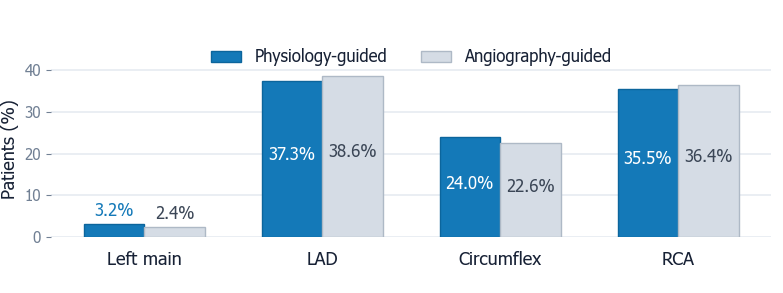 Physiology-guided Angiography-guided
Patients (%)
40
30
20
10
0
3.2% 2.4% 37.3% 38.6% 24.0% 22.6% 35.5% 36.4%
Left main LAD Circumflex RCA